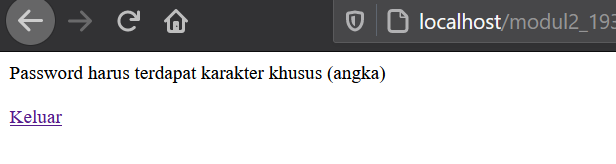 localhost/modul2_193
Password harus terdapat karakter khusus (angka)
Keluar